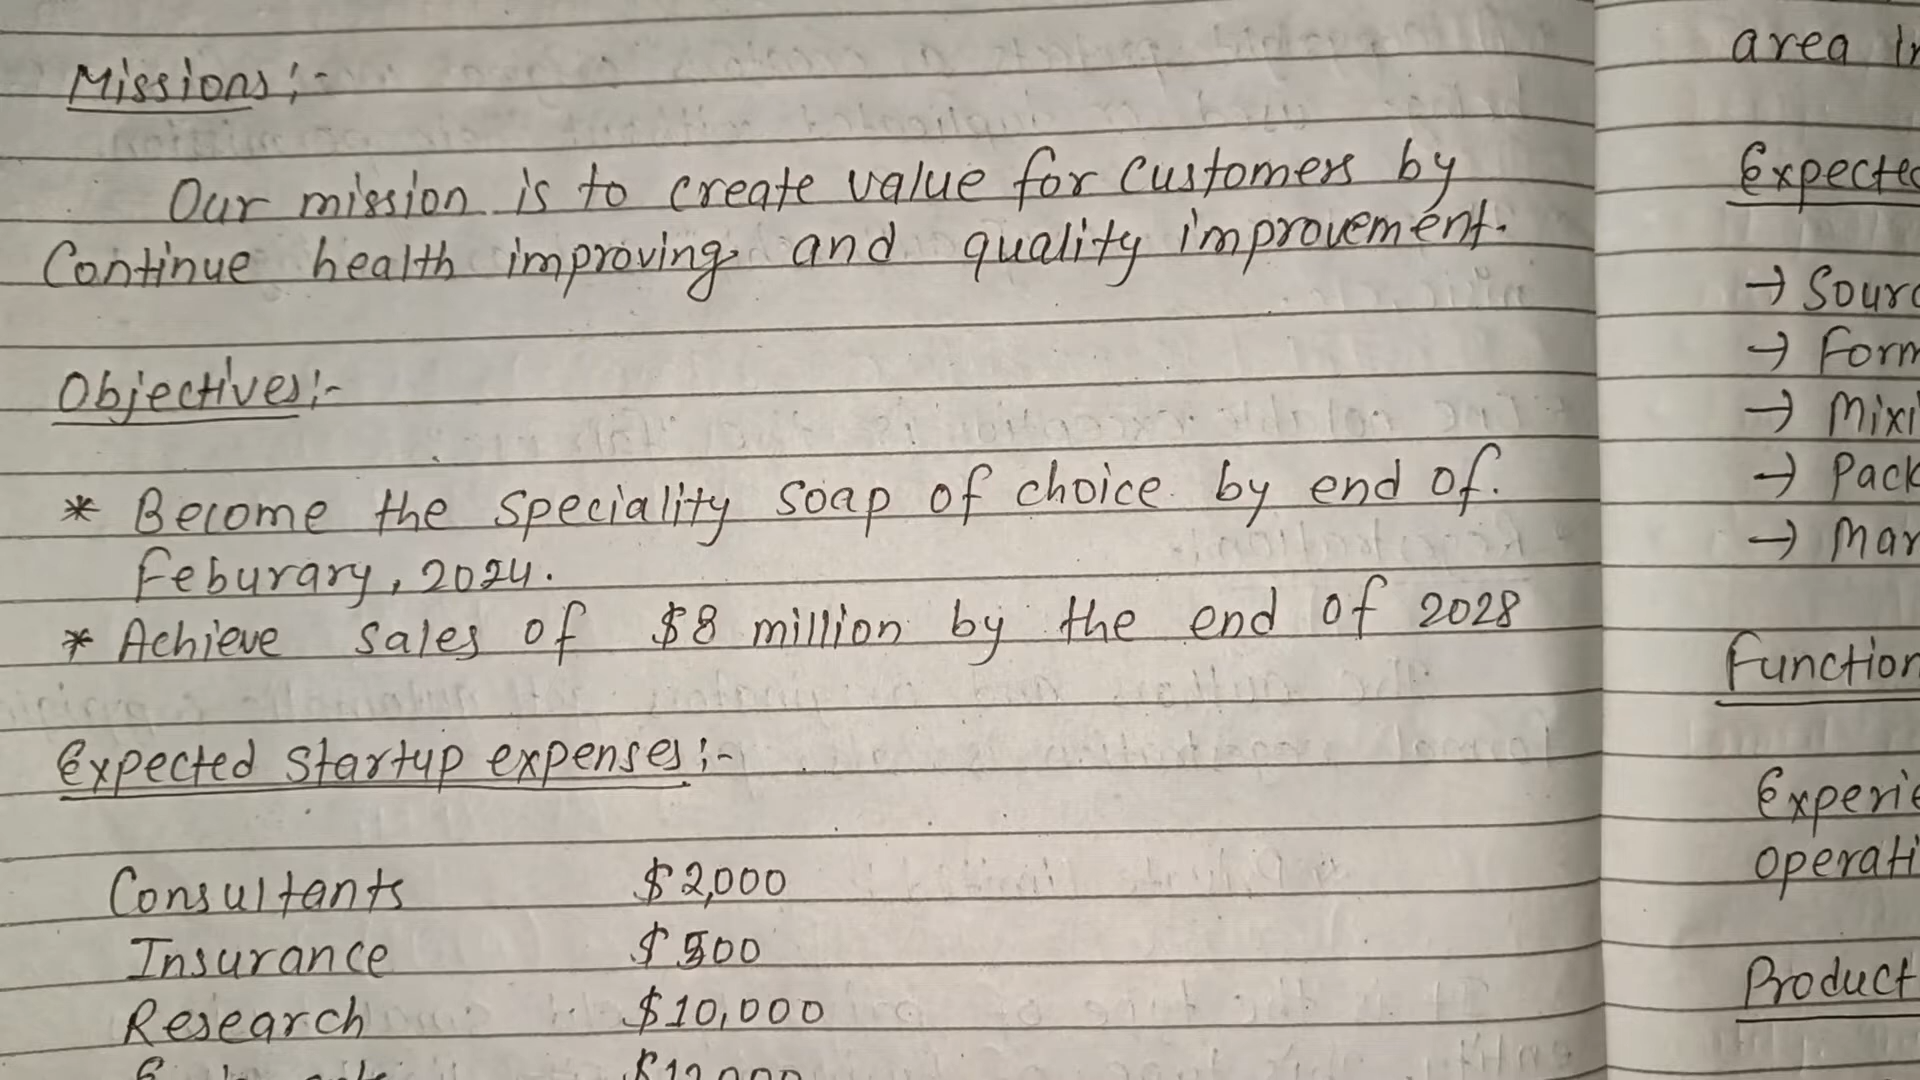 Missions:-
Our mission is to create value for customers by
Continue health improving and quality improvement.
Objectives:-
* Become the speciality soap of choice by end of.
Feburary, 2024.
* Achieve sales of $8 million by the end of 2028
Expected startup expenses:-
Consultants $2,000
Insurance $500
Research $10,000
area
Expected
→ Sourc
→ Form
→ Mixi
→ Pack
→ Mar
Function
Experie
operati
Product